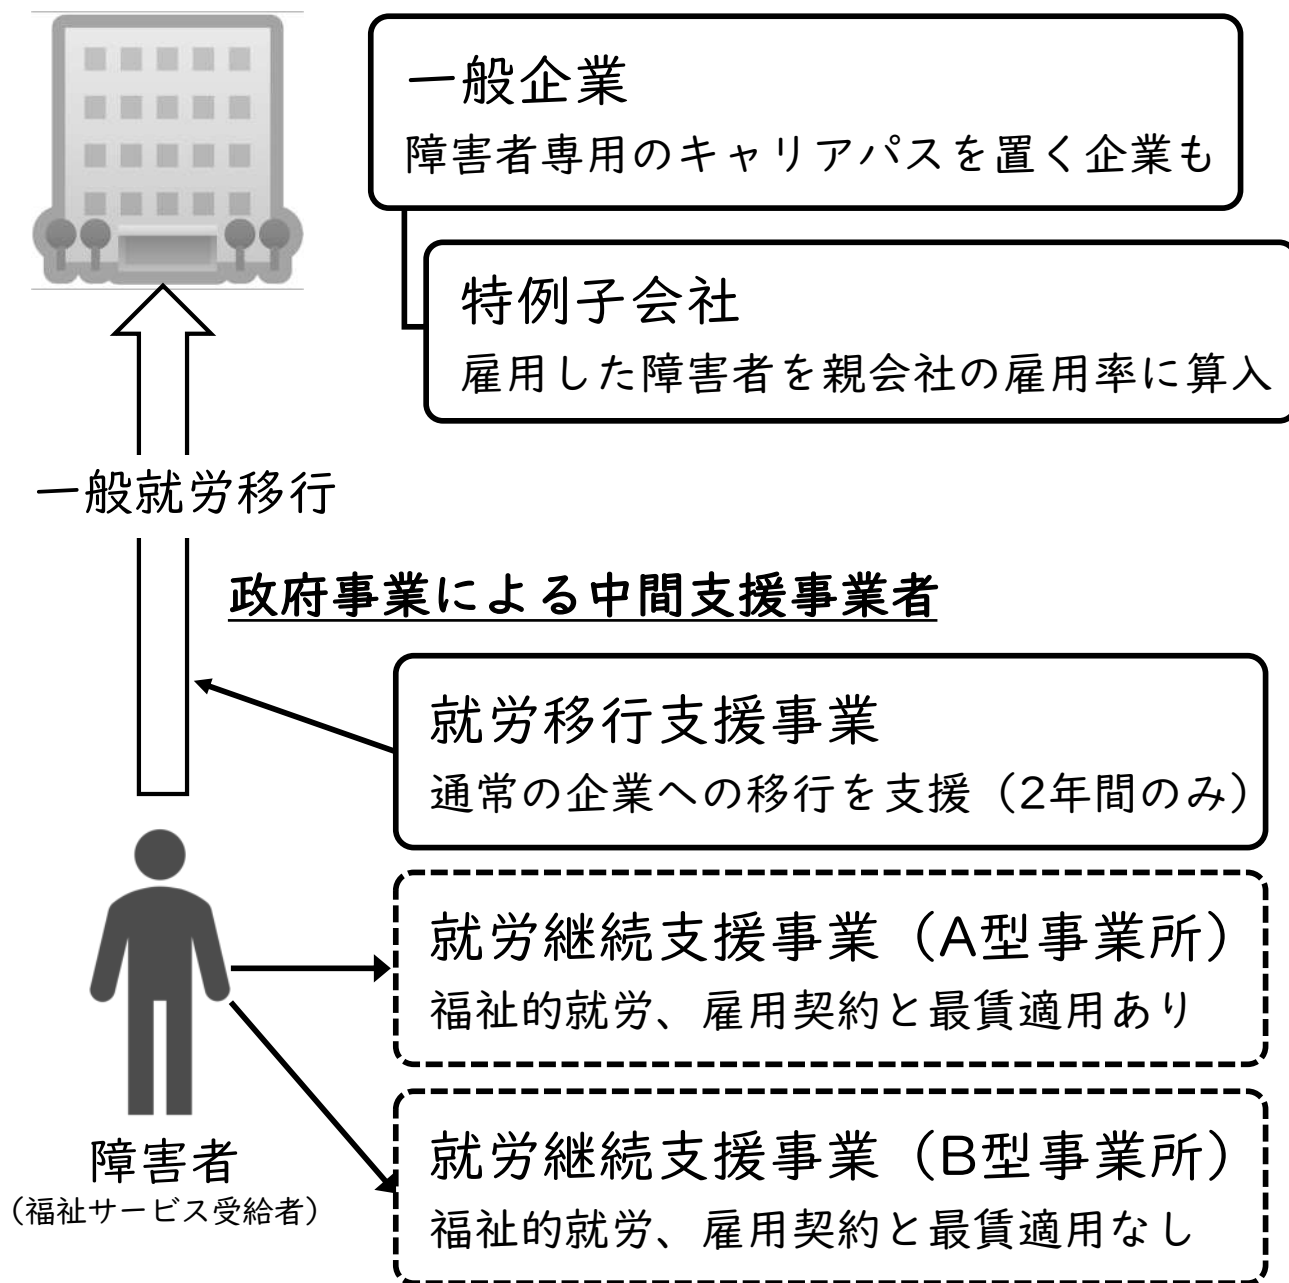 一般企業
障害者専用のキャリアパスを置く企業も
特例子会社
雇用した障害者を親会社の雇用率に算入
一般就労移行
政府事業による中間支援事業者
就労移行支援事業
通常の企業への移行を支援（2年間のみ）
就労継続支援事業（A型事業所）
福祉的就労、雇用契約と最賃適用あり
就労継続支援事業（B型事業所）
福祉的就労、雇用契約と最賃適用なし
障害者
（福祉サービス受給者）